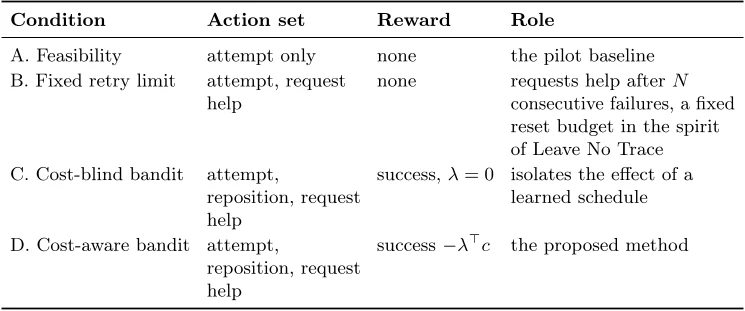 Condition Action set Reward Role
A. Feasibility attempt only none the pilot baseline
B. Fixed retry limit attempt, request none requests help after N
help consecutive failures, a fixed
reset budget in the spirit
of Leave No Trace
C. Cost-blind bandit attempt, success, λ = 0 isolates the effect of a
reposition, request learned schedule
help
D. Cost-aware bandit attempt, success −λ⊤c the proposed method
reposition, request
help